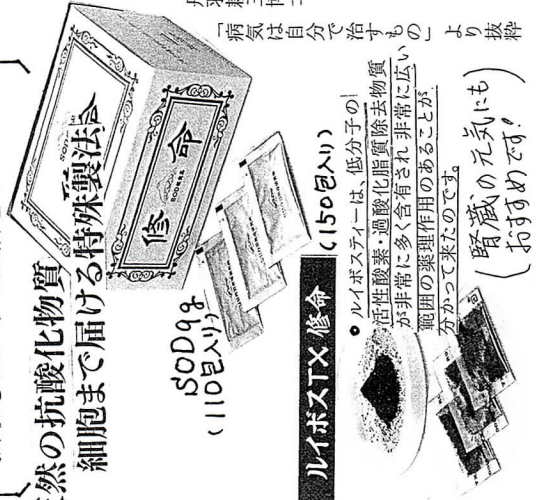 「病気は自分で治すもの」より抜粋
然の抗酸化物質
細胞まで届ける特殊製法
修命
SOD99
(110包入り)
ルイボスTX 修命
(150包入り)
• ルイボスティーは、低分子の
活性酸素・過酸化脂質除去物質
が非常に多く含有され非常に広い
範囲の薬理作用のあることが
分かって来たのです。
(腎臓の元気にも
おすすめです!)